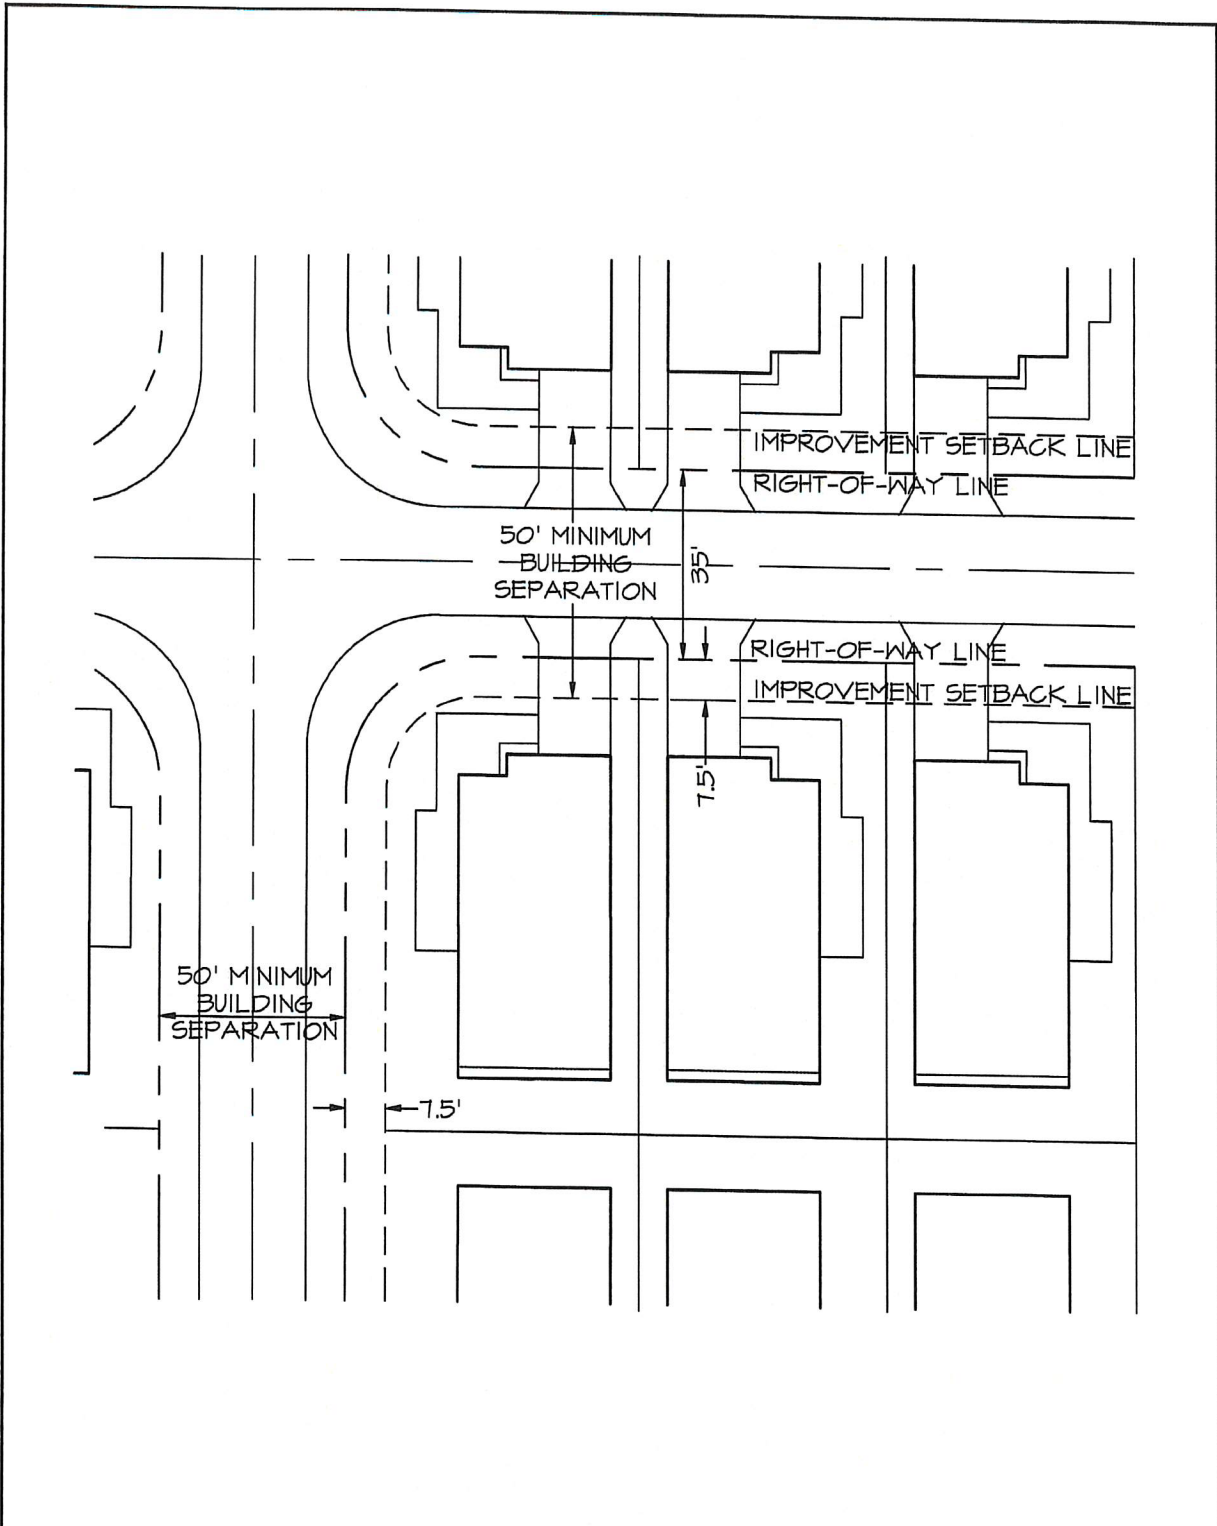 IMPROVEMENT SETBACK LINE
RIGHT-OF-WAY LINE
50' MINIMUM
BUILDING
SEPARATION
35'
RIGHT-OF-WAY LINE
IMPROVEMENT SETBACK LINE
7.5'
50' MINIMUM
BUILDING
SEPARATION
7.5'